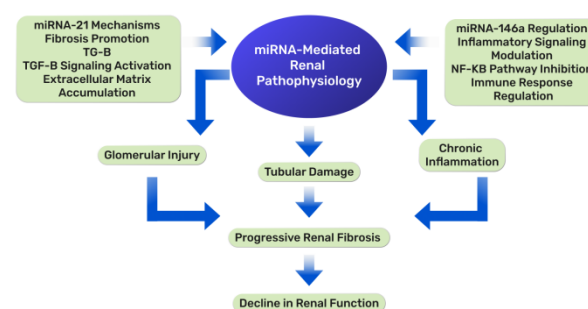 miRNA-21 Mechanisms
Fibrosis Promotion
TG-B
TGF-B Signaling Activation
Extracellular Matrix
Accumulation
miRNA-Mediated
Renal
Pathophysiology
miRNA-146a Regulation
Inflammatory Signaling
Modulation
NF-KB Pathway Inhibition
Immune Response
Regulation
Glomerular Injury
Tubular Damage
Chronic
Inflammation
Progressive Renal Fibrosis
Decline in Renal Function